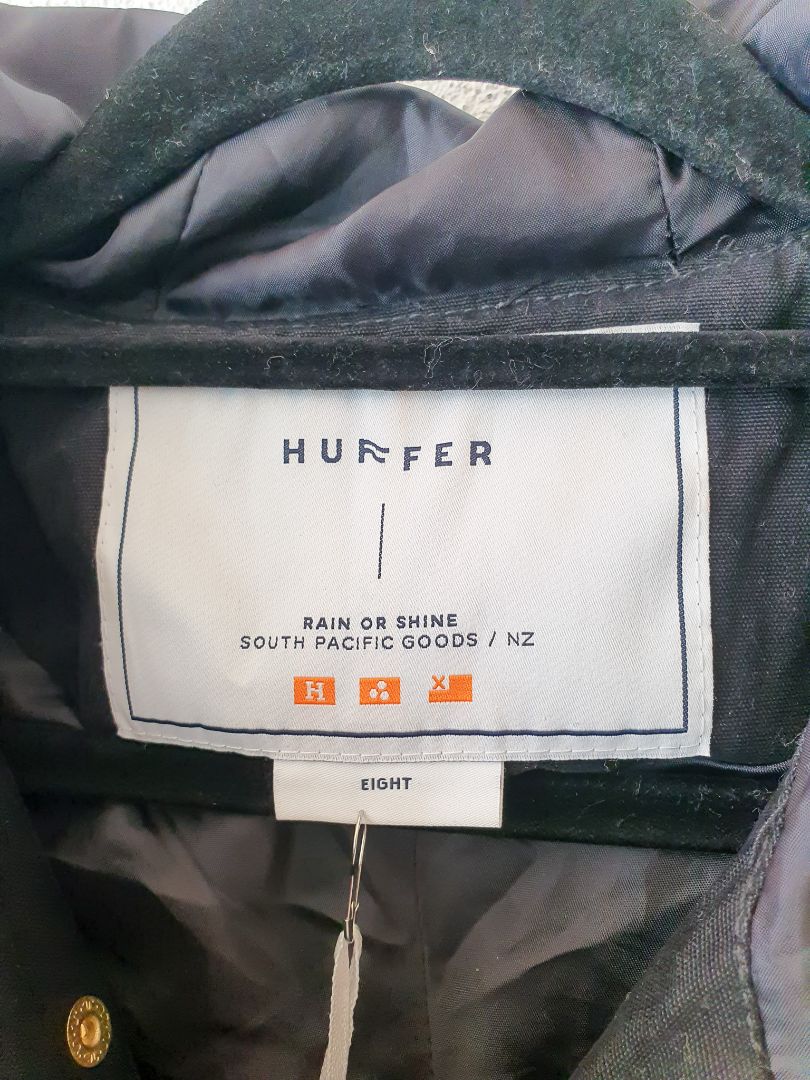 HUFFER
RAIN OR SHINE
SOUTH PACIFIC GOODS / NZ
H X
EIGHT